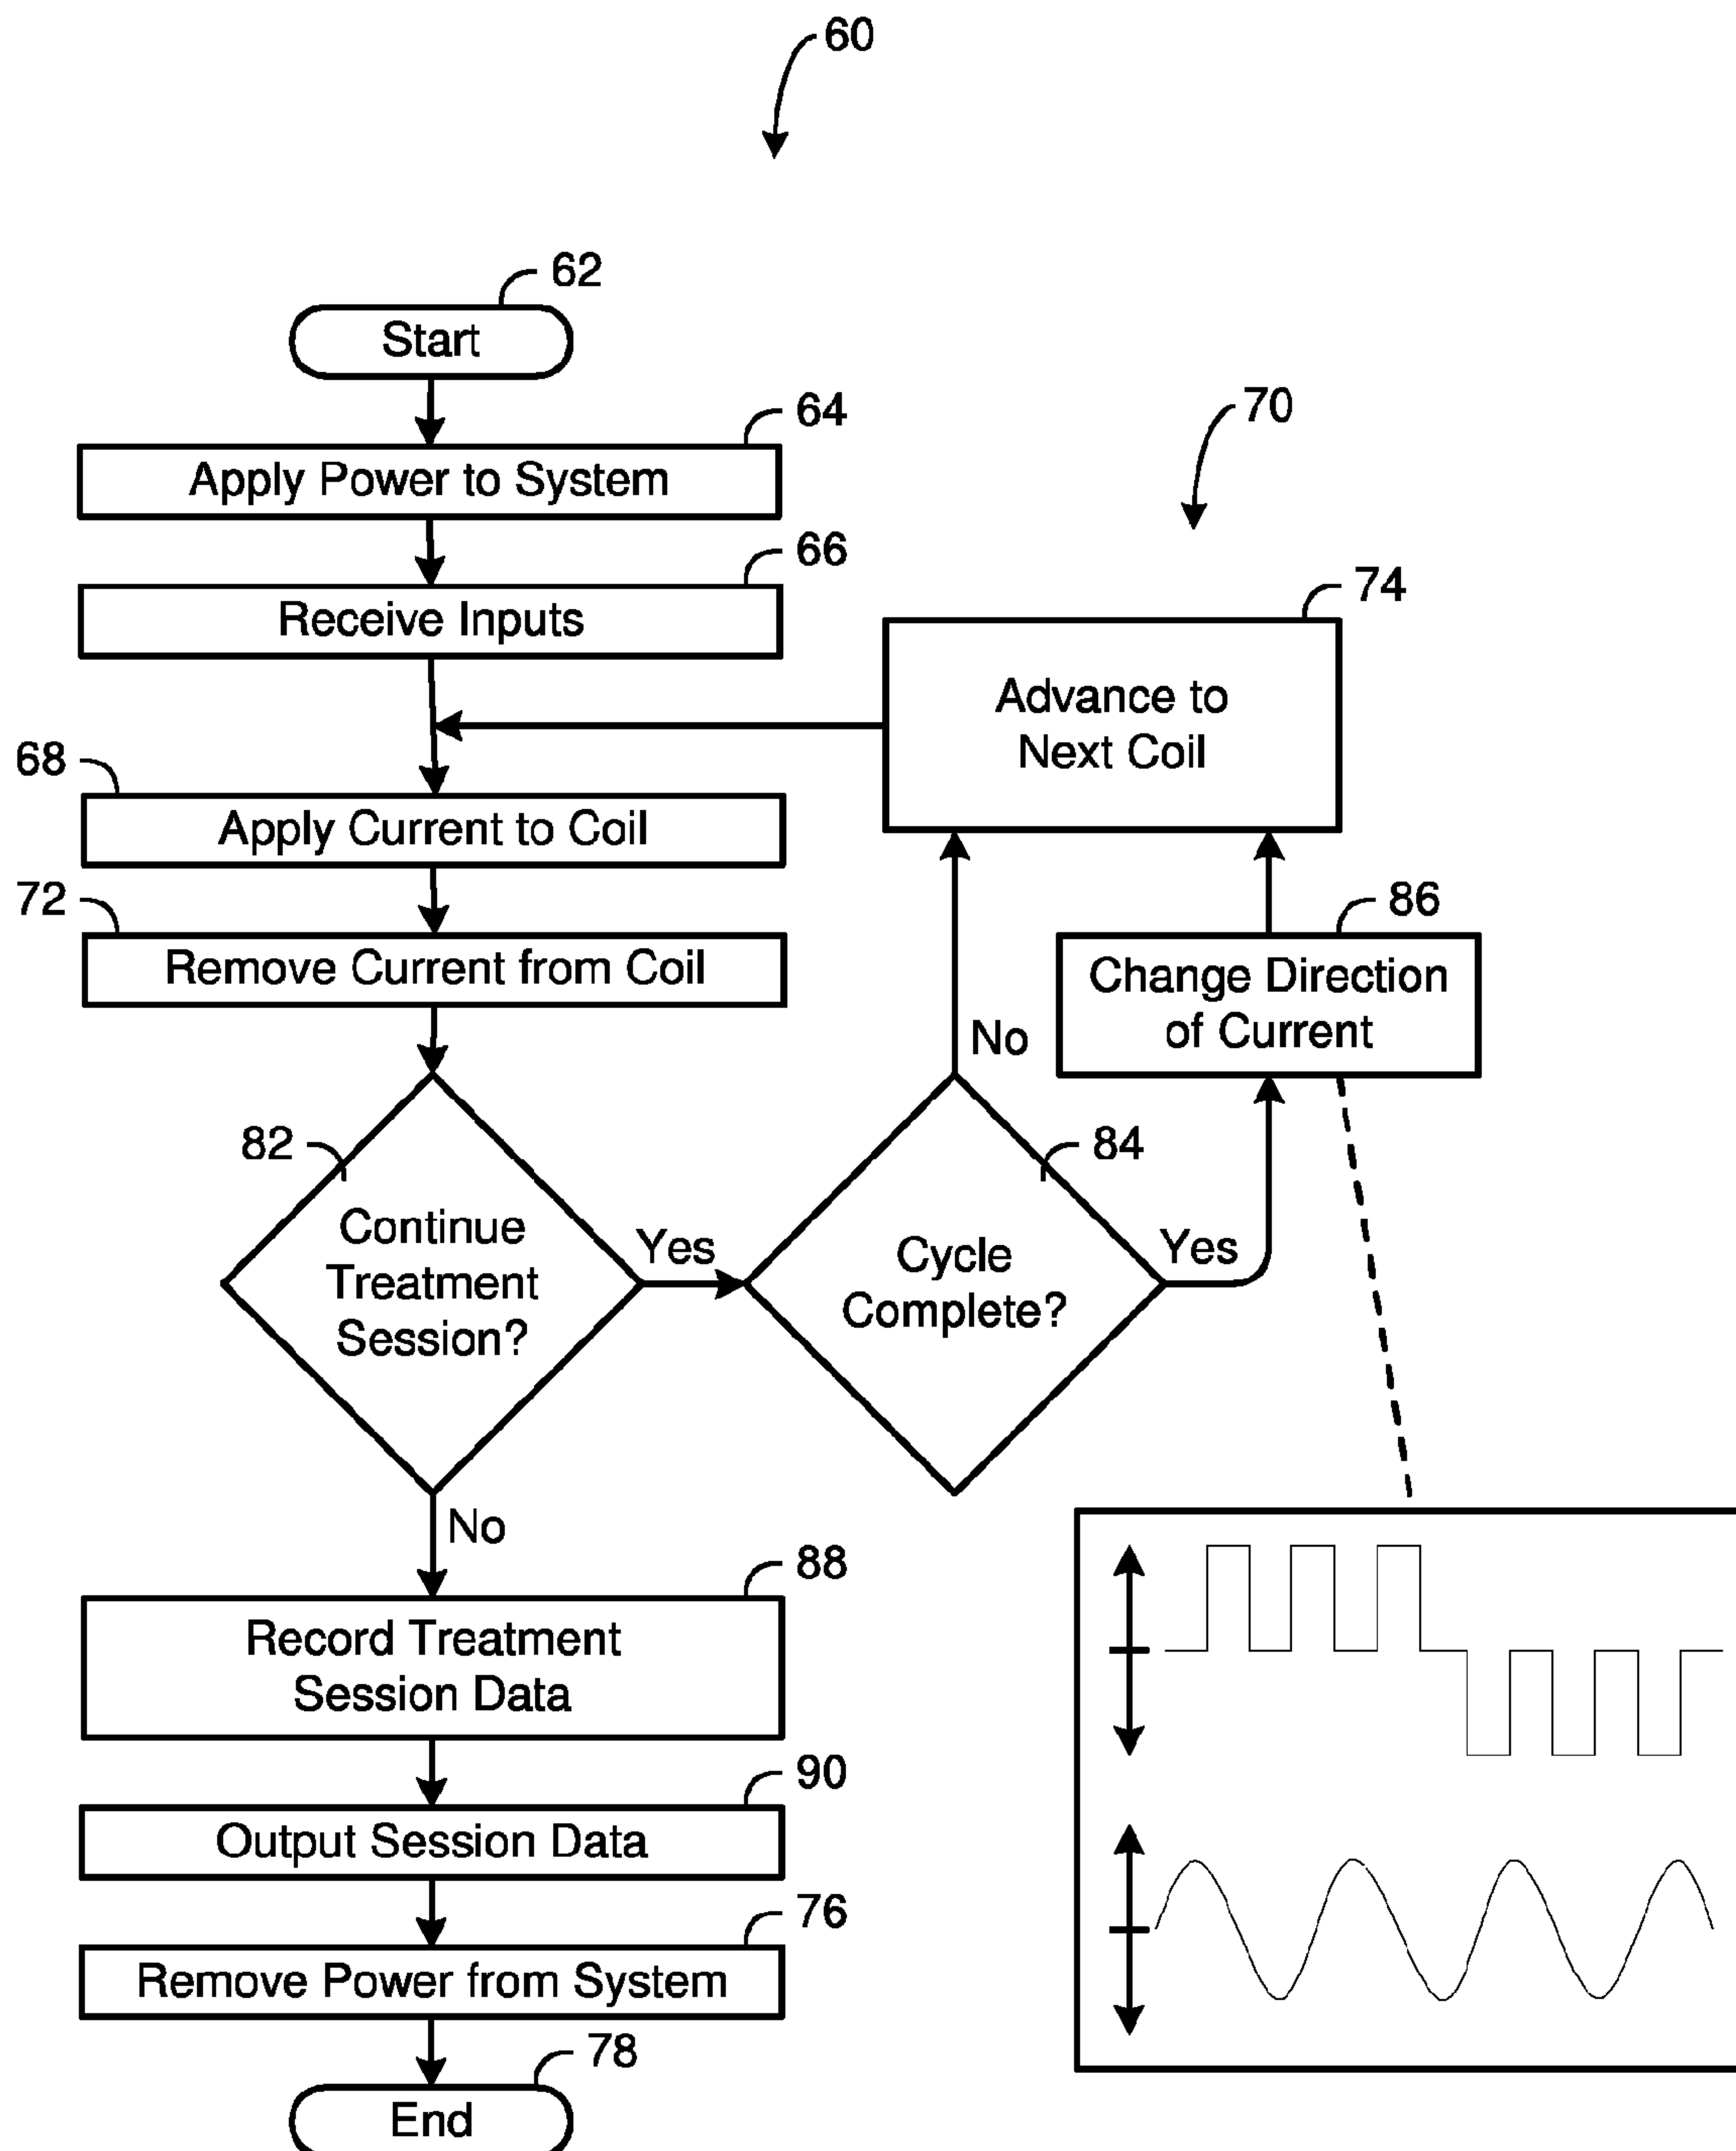 60
62
Start
64
Apply Power to System
70
66
Receive Inputs
74
Advance to
Next Coil
68
Apply Current to Coil
72
Remove Current from Coil
86
Change Direction
of Current
No
82
Continue
Treatment
Session?
Yes
84
Cycle
Complete?
Yes
No
88
Record Treatment
Session Data
90
Output Session Data
76
Remove Power from System
78
End